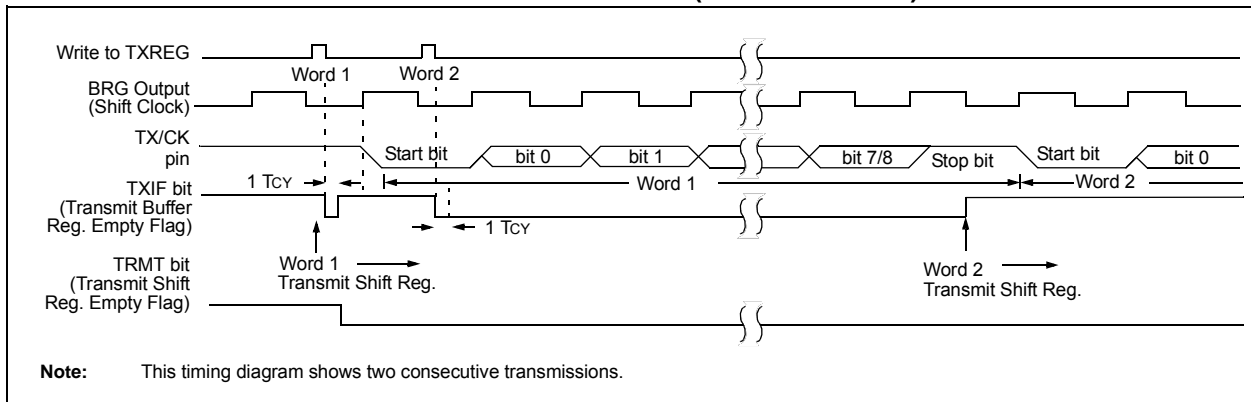 Write to TXREG
Word 1 Word 2
BRG Output
(Shift Clock)
TX/CK
pin
Start bit bit 0 bit 1 bit 7/8 Stop bit Start bit bit 0
1 TCY
Word 1 Word 2
TXIF bit
(Transmit Buffer
Reg. Empty Flag)
1 TCY
Word 1
Transmit Shift Reg.
Word 2
Transmit Shift Reg.
TRMT bit
(Transmit Shift
Reg. Empty Flag)
Note: This timing diagram shows two consecutive transmissions.